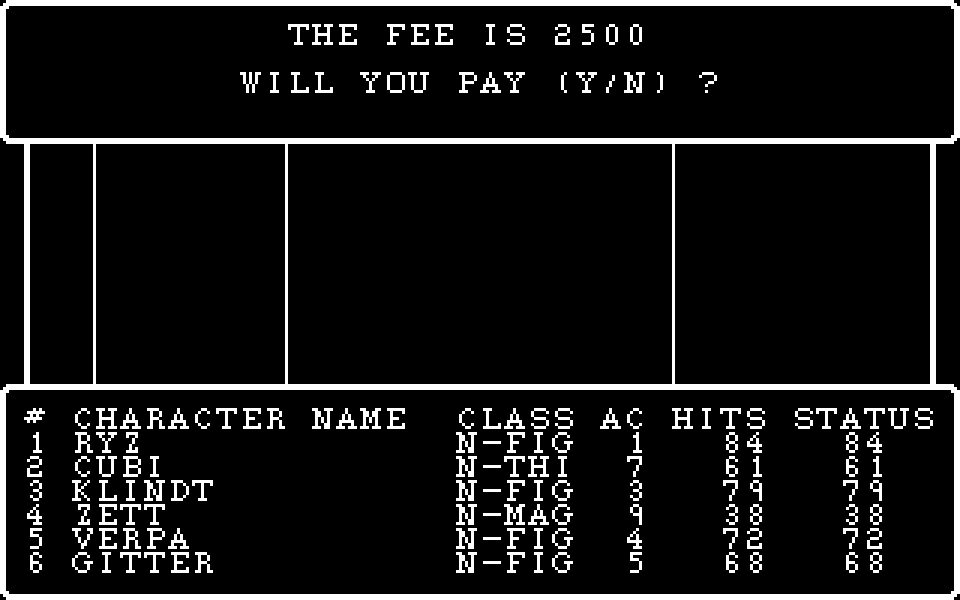 THE FEE IS 2500
WILL YOU PAY (Y/N) ?
# CHARACTER NAME CLASS AC HITS STATUS
1 RYZ N-FIG 1 84 84
2 CUBI N-THI 7 61 61
3 KLINDT N-FIG 3 79 79
4 ZETT N-MAG 9 38 38
5 VERPA N-FIG 4 72 72
6 GITTER N-FIG 5 68 68